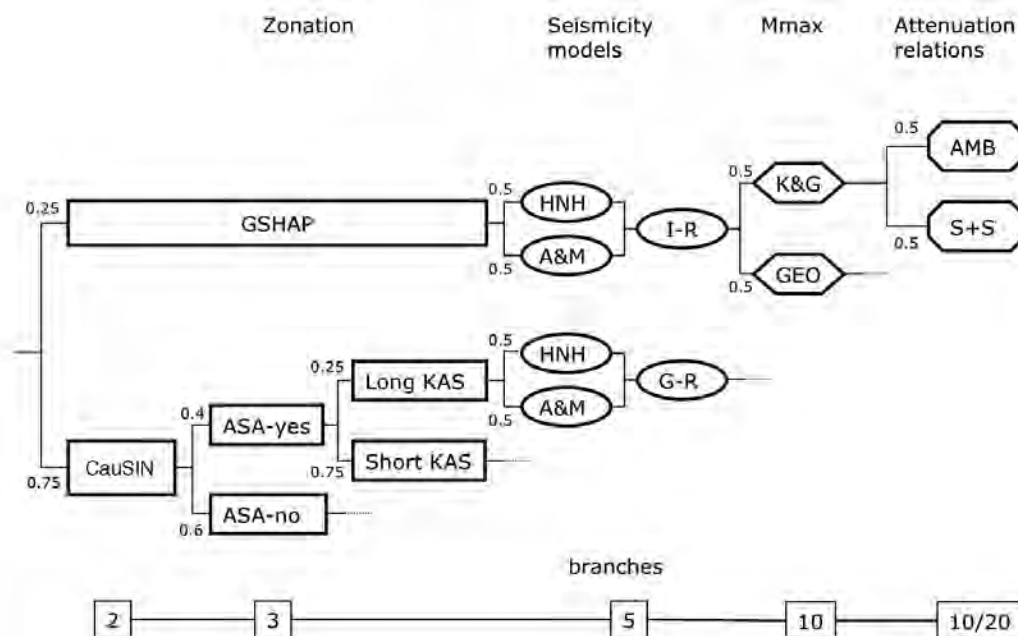 Zonation
Seismicity
models
Mmax
Attenuation
relations
0.5
AMB
0.5
K&G
0.5
HNH
0.25
GSHAP
I-R
S+S
0.5
0.5
A&M
0.5
GEO
0.5
HNH
0.25
Long KAS
G-R
0.4
ASA-yes
0.5
A&M
0.75
CauSIN
0.75
Short KAS
0.6
ASA-no
branches
2
3
5
10
10/20